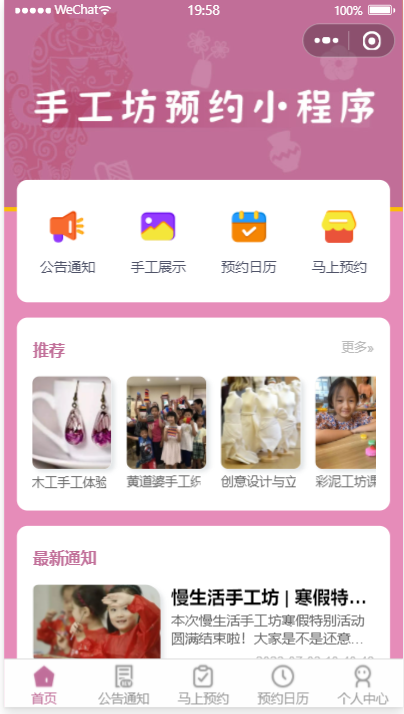 WeChat 19:58 100%
手工坊预约小程序
公告通知 手工展示 预约日历 马上预约
推荐 更多»
木工手工体验 黄道婆手工织 创意设计与立 彩泥工坊课
最新通知
慢生活手工坊 | 寒假特...
本次慢生活手工坊寒假特别活动
圆满结束啦！大家是不是还意...
首页 公告通知 马上预约 预约日历 个人中心